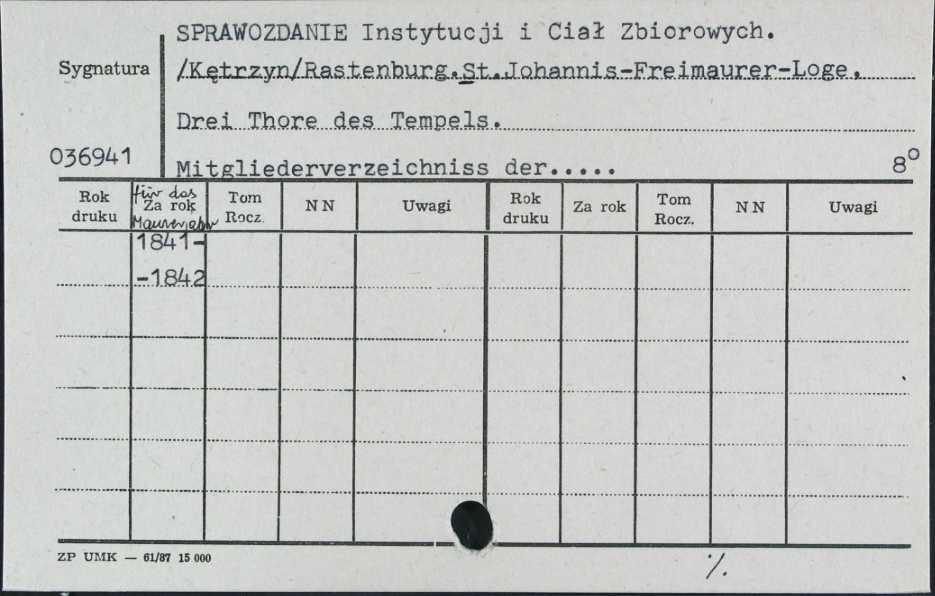 SPRAWOZDANIE Instytucji i Ciał Zbiorowych.
Sygnatura /Kętrzyn/Rastenburg.St.Johannis-Freimaurer-Loge.
Drei Thore des Tempels.
036941 Mitgliederverzeichniss der..... 8º
Rok druku für das Za rok Maurerjahr Tom Rocz. NN Uwagi Rok druku Za rok Tom Rocz. NN Uwagi
1841-
-1842
ZP UMK — 61/87 15 000 ./.